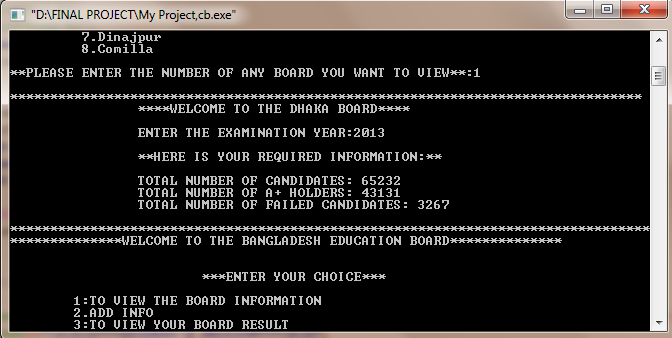 "D:\FINAL PROJECT\My Project,cb.exe"
7.Dinajpur
8.Comilla
**PLEASE ENTER THE NUMBER OF ANY BOARD YOU WANT TO VIEW**:1
*******************************************************************************
****WELCOME TO THE DHAKA BOARD****
ENTER THE EXAMINATION YEAR:2013
**HERE IS YOUR REQUIRED INFORMATION:**
TOTAL NUMBER OF CANDIDATES: 65232
TOTAL NUMBER OF A+ HOLDERS: 43131
TOTAL NUMBER OF FAILED CANDIDATES: 3267
********************************************************************************
**************WELCOME TO THE BANGLADESH EDUCATION BOARD**************
***ENTER YOUR CHOICE***
1:TO VIEW THE BOARD INFORMATION
2.ADD INFO
3:TO VIEW YOUR BOARD RESULT